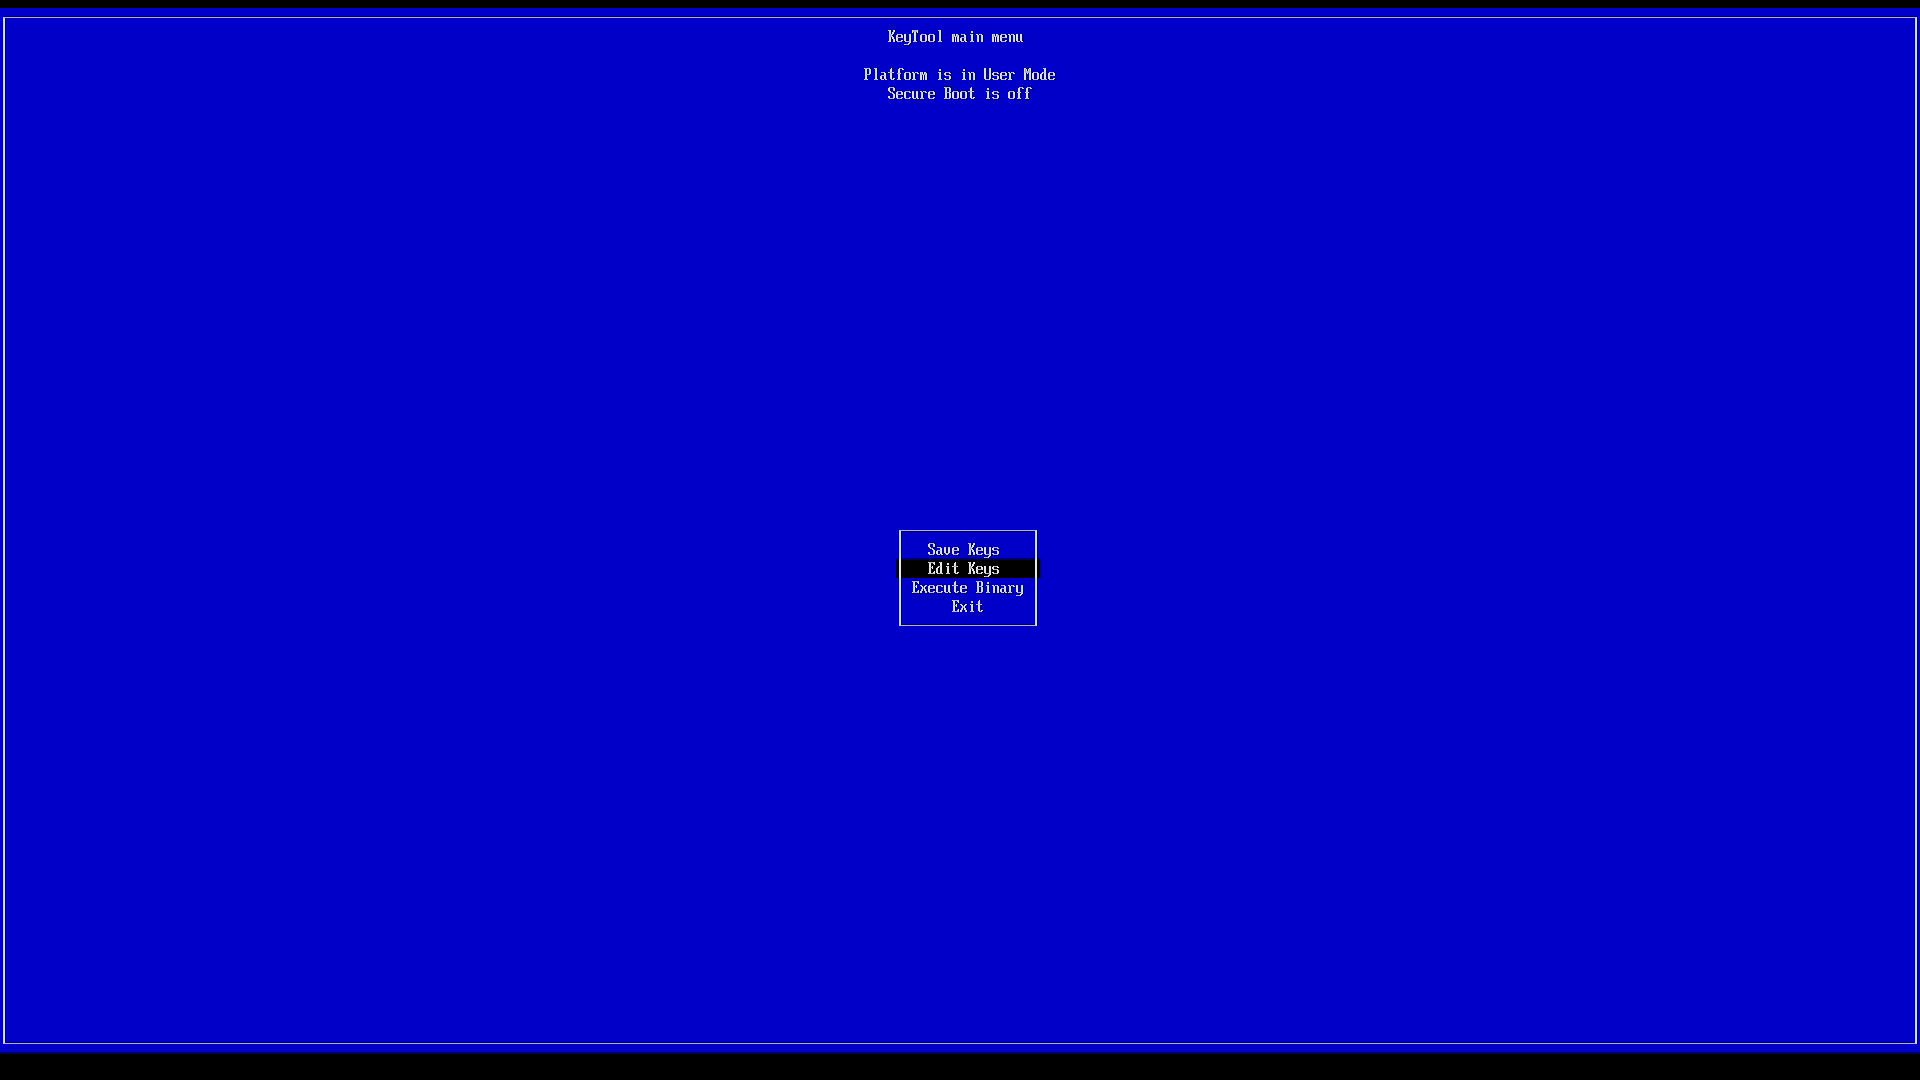 KeyTool main menu
Platform is in User Mode
Secure Boot is off
Save Keys
Edit Keys
Execute Binary
Exit